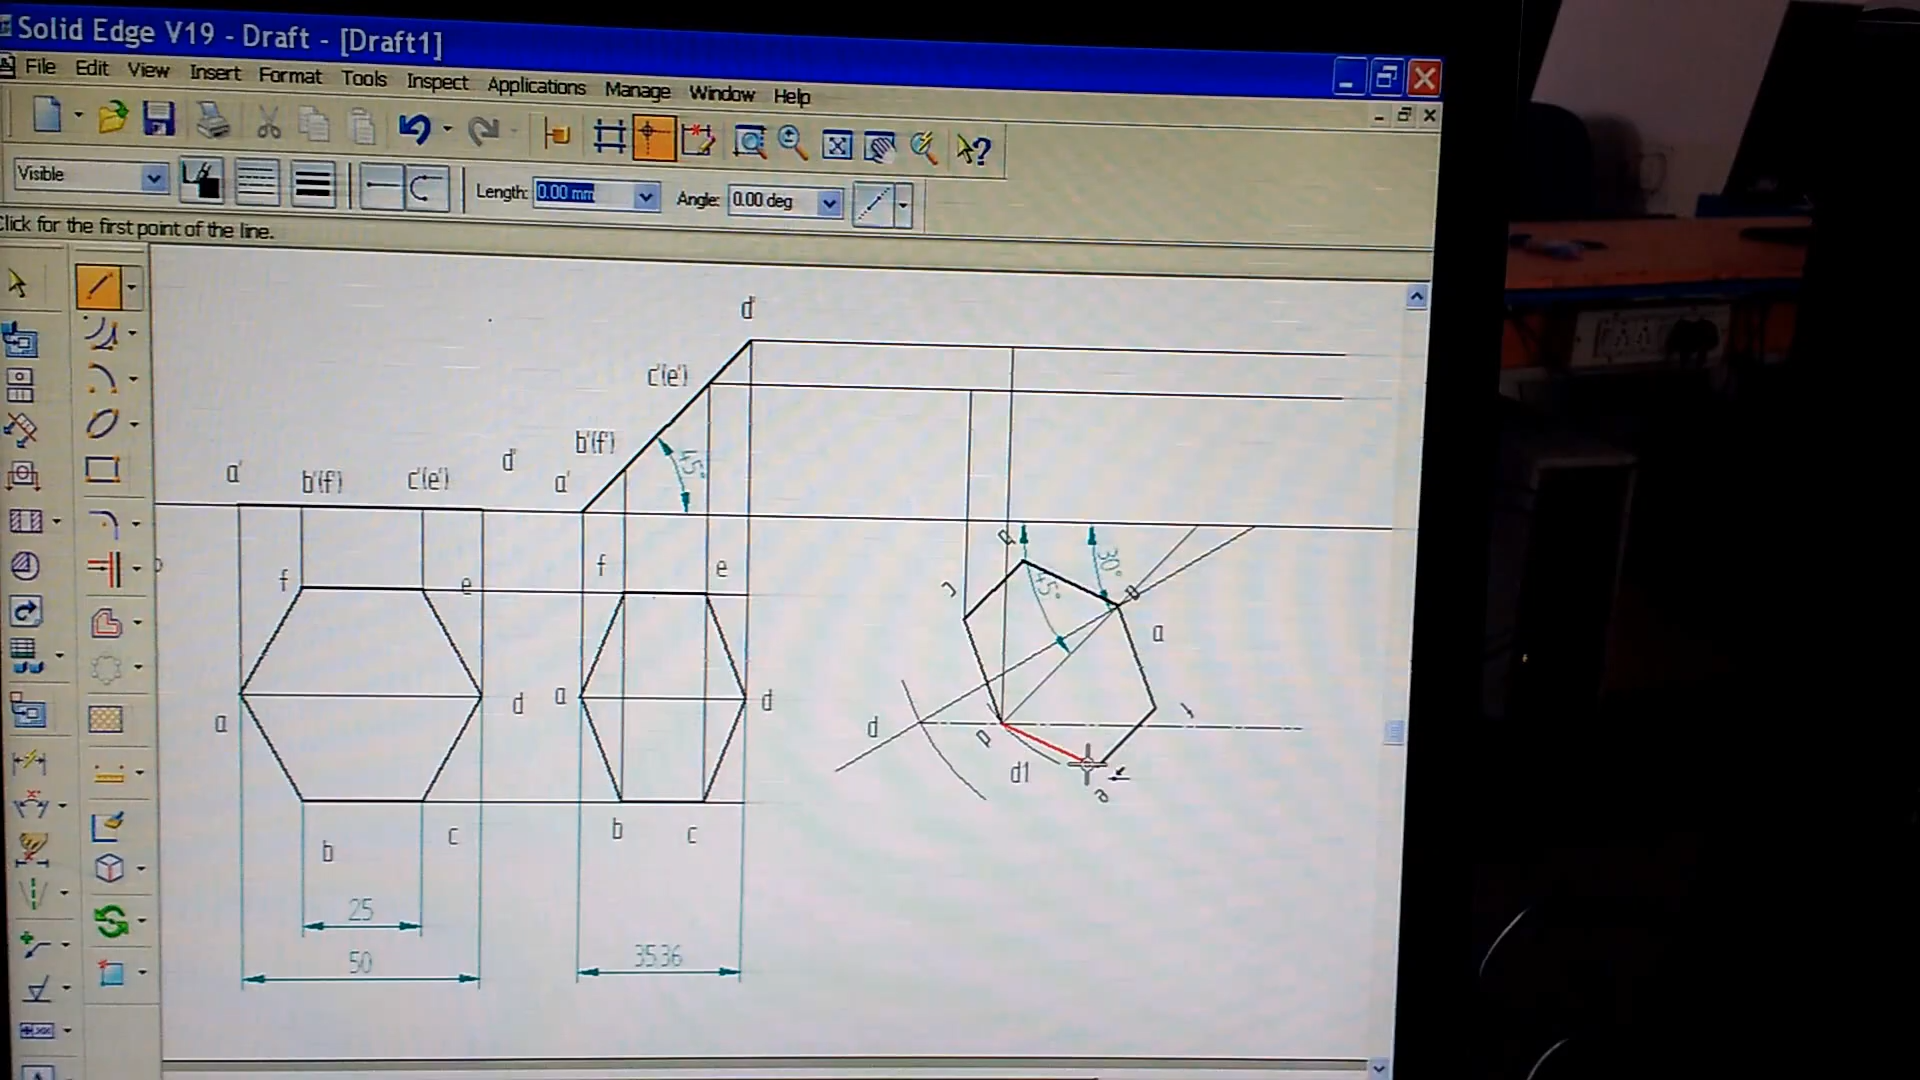 Solid Edge V19 - Draft - [Draft1]
File Edit View Insert Format Tools Inspect Applications Manage Window Help
Visible
Length: 0.00 mm
Angle: 0.00 deg
Click for the first point of the line.
d'
c'(e')
b'(f')
a'
45°
a'
b'(f')
c'(e')
d'
f
e
f
e
30°
45°
a
a
d
a
d
d
d1
b
c
b
c
25
50
35.36